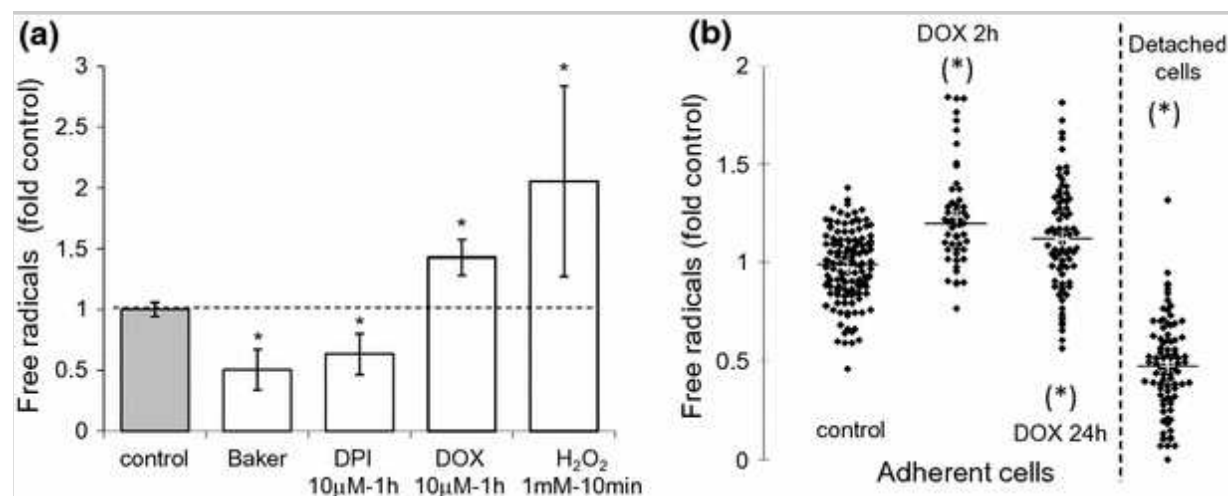 (a)
Free radicals (fold control)
3
2.5
2
1.5
1
0.5
0
*
*
*
*
control
Baker
DPI
10µM-1h
DOX
10µM-1h
H₂O₂
1mM-10min
(b)
Free radicals (fold control)
2
1.5
1
0.5
0
DOX 2h
(*)
Detached
cells
(*)
control
(*)
DOX 24h
Adherent cells